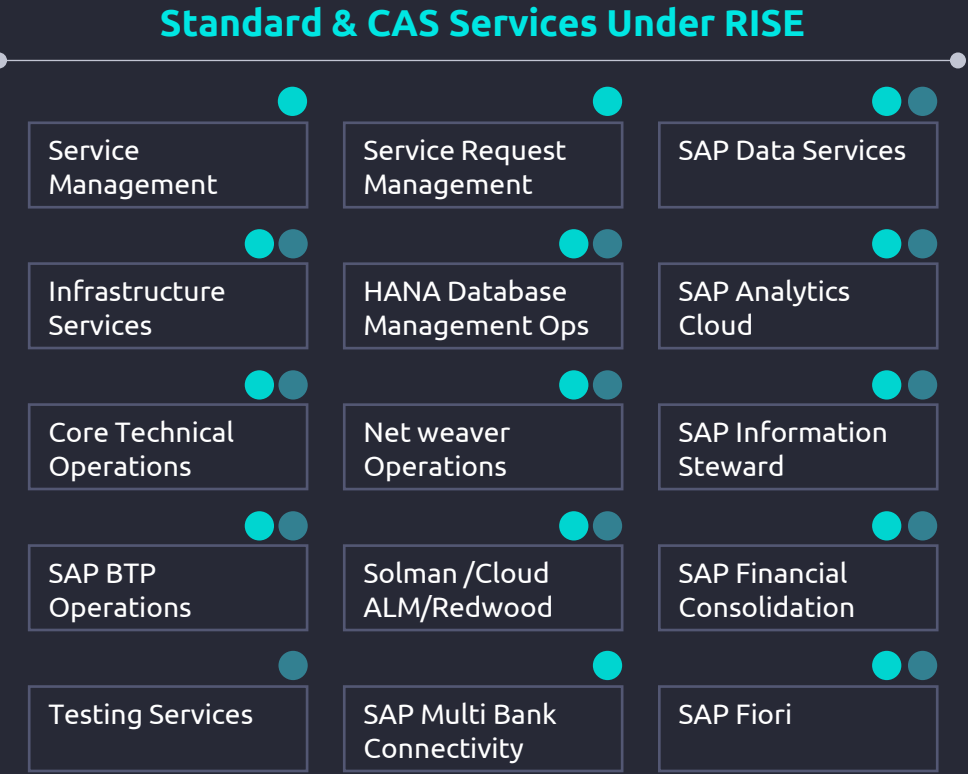 Standard & CAS Services Under RISE
Service
Management
Service Request
Management
SAP Data Services
Infrastructure
Services
HANA Database
Management Ops
SAP Analytics
Cloud
Core Technical
Operations
Net weaver
Operations
SAP Information
Steward
SAP BTP
Operations
Solman /Cloud
ALM/Redwood
SAP Financial
Consolidation
Testing Services
SAP Multi Bank
Connectivity
SAP Fiori